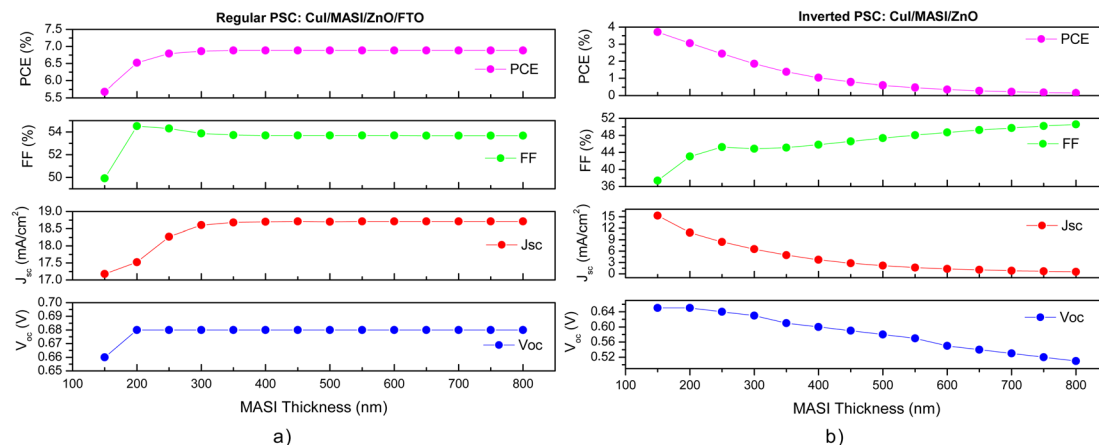 Regular PSC: CuI/MASI/ZnO/FTO
PCE (%)
7.5
7.0
6.5
6.0
5.5
PCE
FF (%)
54
52
50
FF
Jsc (mA/cm²)
19.0
18.5
18.0
17.5
17.0
Jsc
Voc (V)
0.70
0.69
0.68
0.67
0.66
0.65
Voc
100 200 300 400 500 600 700 800
MASI Thickness (nm)
a)
Inverted PSC: CuI/MASI/ZnO
PCE (%)
4
3
2
1
0
PCE
FF (%)
52
48
44
40
36
FF
Jsc (mA/cm²)
15
12
9
6
3
0
Jsc
Voc (V)
0.64
0.60
0.56
0.52
Voc
100 200 300 400 500 600 700 800
MASI Thickness (nm)
b)